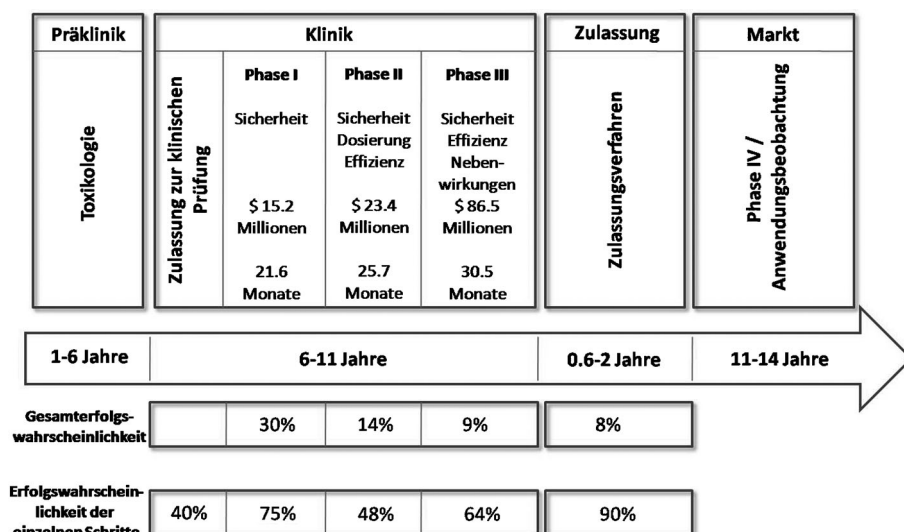 Präklinik
Klinik
Zulassung
Markt
Toxikologie
Zulassung zur klinischen
Prüfung
Phase I
Sicherheit
$ 15.2
Millionen
21.6
Monate
Phase II
Sicherheit
Dosierung
Effizienz
$ 23.4
Millionen
25.7
Monate
Phase III
Sicherheit
Effizienz
Neben-
wirkungen
$ 86.5
Millionen
30.5
Monate
Zulassungsverfahren
Phase IV /
Anwendungsbeobachtung
1-6 Jahre
6-11 Jahre
0.6-2 Jahre
11-14 Jahre
Gesamterfolgs-
wahrscheinlichkeit
30%
14%
9%
8%
Erfolgswahrschein-
lichkeit der
einzelnen Schritte
40%
75%
48%
64%
90%